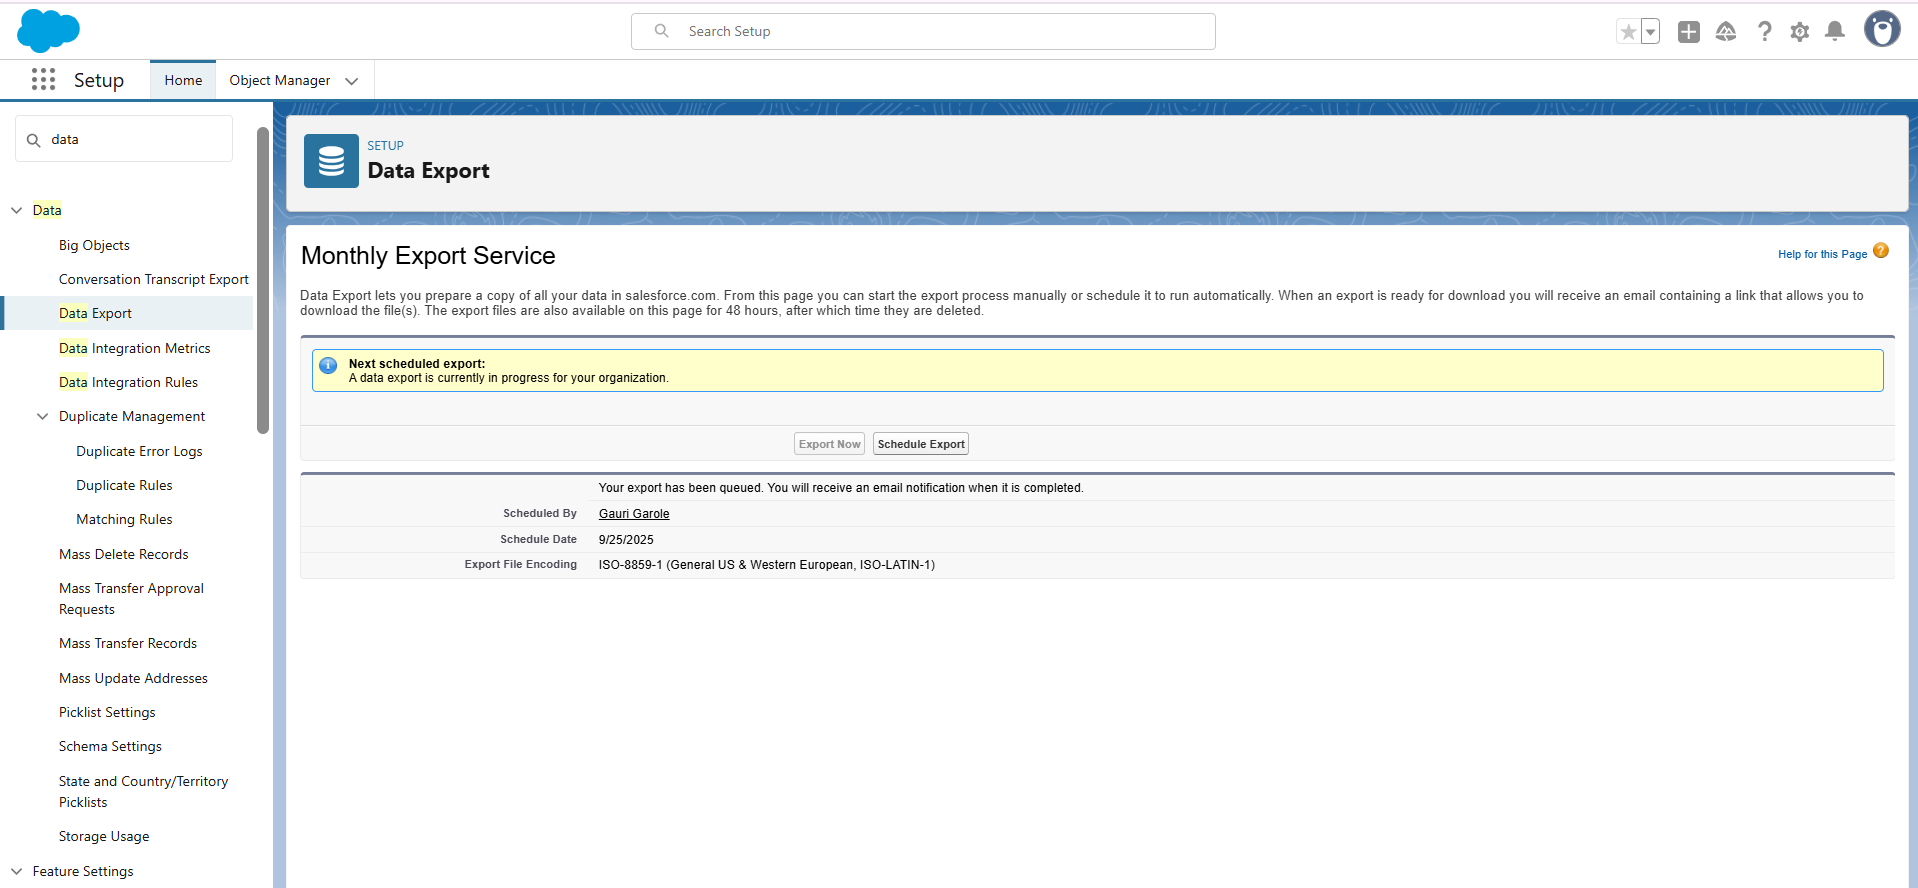 Search Setup
Setup
Home
Object Manager
data
Data
Big Objects
Conversation Transcript Export
Data Export
Data Integration Metrics
Data Integration Rules
Duplicate Management
Duplicate Error Logs
Duplicate Rules
Matching Rules
Mass Delete Records
Mass Transfer Approval
Requests
Mass Transfer Records
Mass Update Addresses
Picklist Settings
Schema Settings
State and Country/Territory
Picklists
Storage Usage
Feature Settings
SETUP
Data Export
Monthly Export Service
Help for this Page
Data Export lets you prepare a copy of all your data in salesforce.com. From this page you can start the export process manually or schedule it to run automatically. When an export is ready for download you will receive an email containing a link that allows you to
download the file(s). The export files are also available on this page for 48 hours, after which time they are deleted.
Next scheduled export:
A data export is currently in progress for your organization.
Export Now
Schedule Export
Your export has been queued. You will receive an email notification when it is completed.
Scheduled By Gauri Garole
Schedule Date 9/25/2025
Export File Encoding ISO-8859-1 (General US & Western European, ISO-LATIN-1)